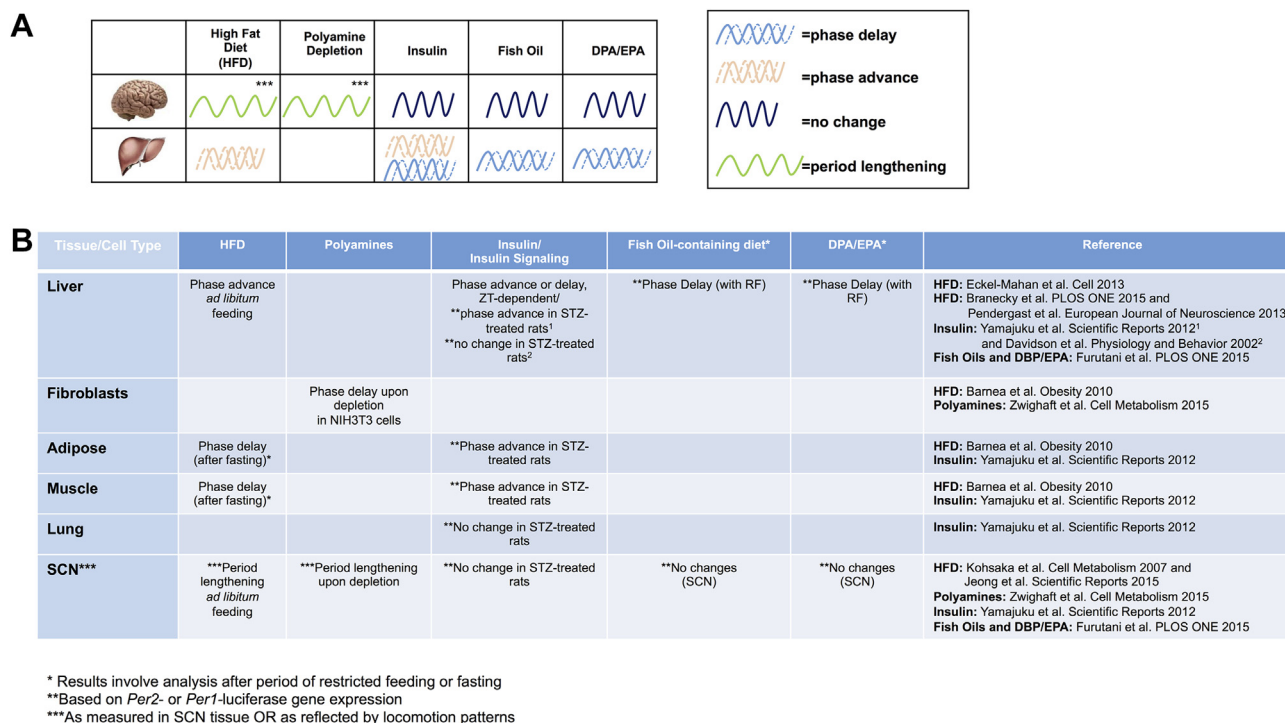 A
High Fat
Diet
(HFD)
Polyamine
Depletion
Insulin
Fish Oil
DPA/EPA
***
***
=phase delay
=phase advance
=no change
=period lengthening
B
Tissue/Cell Type
HFD
Polyamines
Insulin/
Insulin Signaling
Fish Oil-containing diet*
DPA/EPA*
Reference
Liver
Phase advance
ad libitum
feeding
Phase advance or delay,
ZT-dependent/
**phase advance in STZ-
treated rats1
**no change in STZ-treated
rats2
**Phase Delay (with RF)
**Phase Delay (with
RF)
HFD: Eckel-Mahan et al. Cell 2013
HFD: Branecky et al. PLOS ONE 2015 and
Pendergast et al. European Journal of Neuroscience 2013
Insulin: Yamajuku et al. Scientific Reports 2012¹
and Davidson et al. Physiology and Behavior 2002²
Fish Oils and DBP/EPA: Furutani et al. PLOS ONE 2015
Fibroblasts
Phase delay upon
depletion
in NIH3T3 cells
HFD: Barnea et al. Obesity 2010
Polyamines: Zwighaft et al. Cell Metabolism 2015
Adipose
Phase delay
(after fasting)*
**Phase advance in STZ-
treated rats
HFD: Barnea et al. Obesity 2010
Insulin: Yamajuku et al. Scientific Reports 2012
Muscle
Phase delay
(after fasting)*
**Phase advance in STZ-
treated rats
HFD: Barnea et al. Obesity 2010
Insulin: Yamajuku et al. Scientific Reports 2012
Lung
**No change in STZ-treated
rats
Insulin: Yamajuku et al. Scientific Reports 2012
SCN***
***Period
lengthening
ad libitum
feeding
***Period lengthening
upon depletion
**No change in STZ-treated
rats
**No changes
(SCN)
**No changes
(SCN)
HFD: Kohsaka et al. Cell Metabolism 2007 and
Jeong et al. Scientific Reports 2015
Polyamines: Zwighaft et al. Cell Metabolism 2015
Insulin: Yamajuku et al. Scientific Reports 2012
Fish Oils and DBP/EPA: Furutani et al. PLOS ONE 2015
* Results involve analysis after period of restricted feeding or fasting
**Based on Per2- or Per1-luciferase gene expression
***As measured in SCN tissue OR as reflected by locomotion patterns